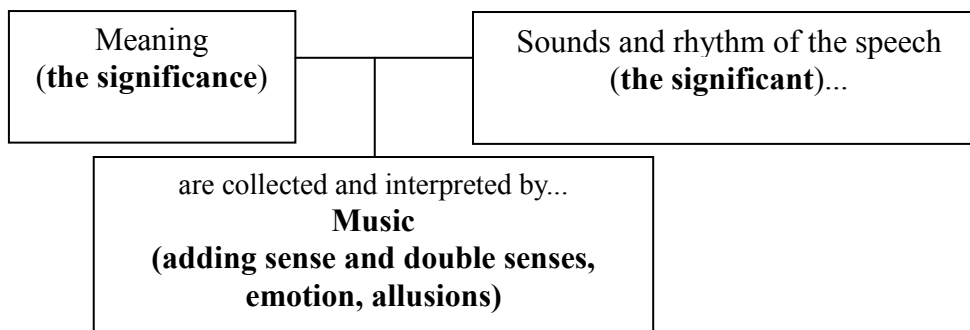 Meaning
(the significance)
Sounds and rhythm of the speech
(the significant)...
are collected and interpreted by...
Music
(adding sense and double senses,
emotion, allusions)